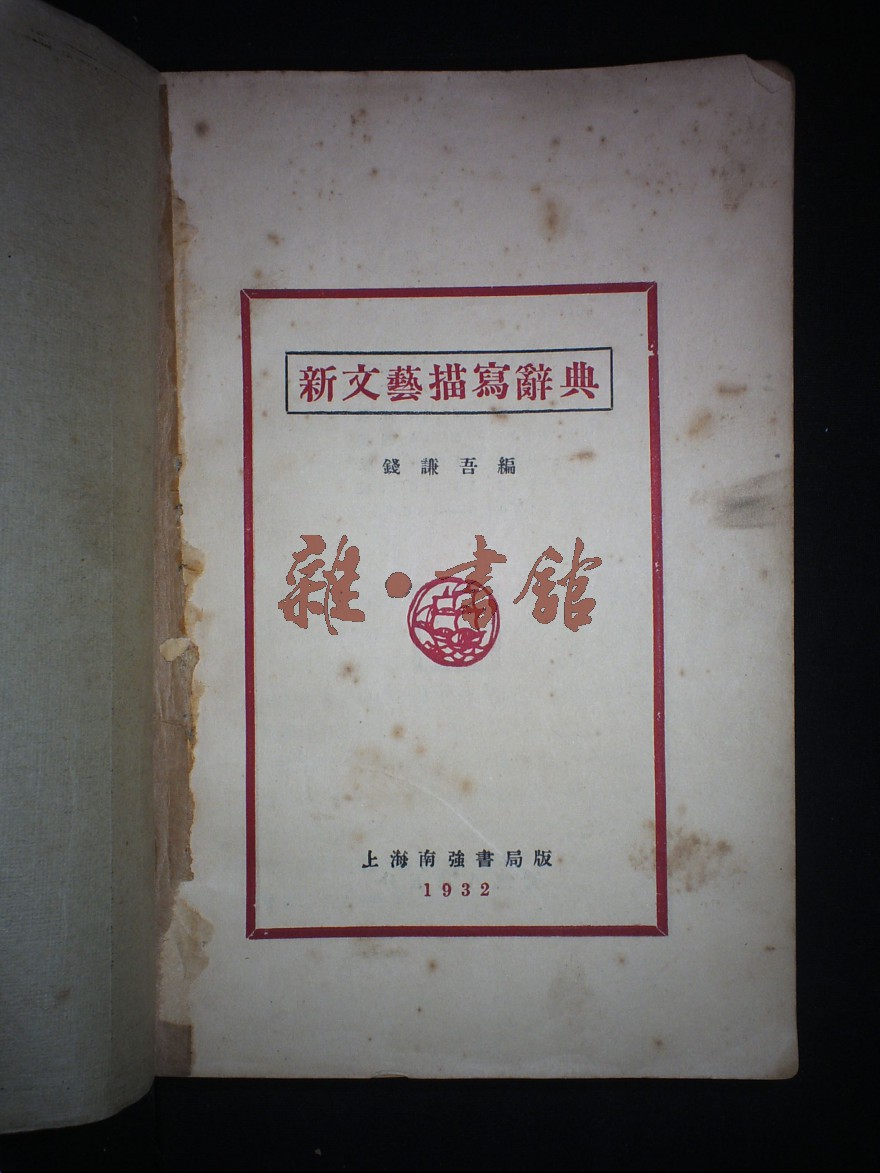 新文藝描寫辭典
錢謙吾編
雜·書館
上海南強書局版
1932